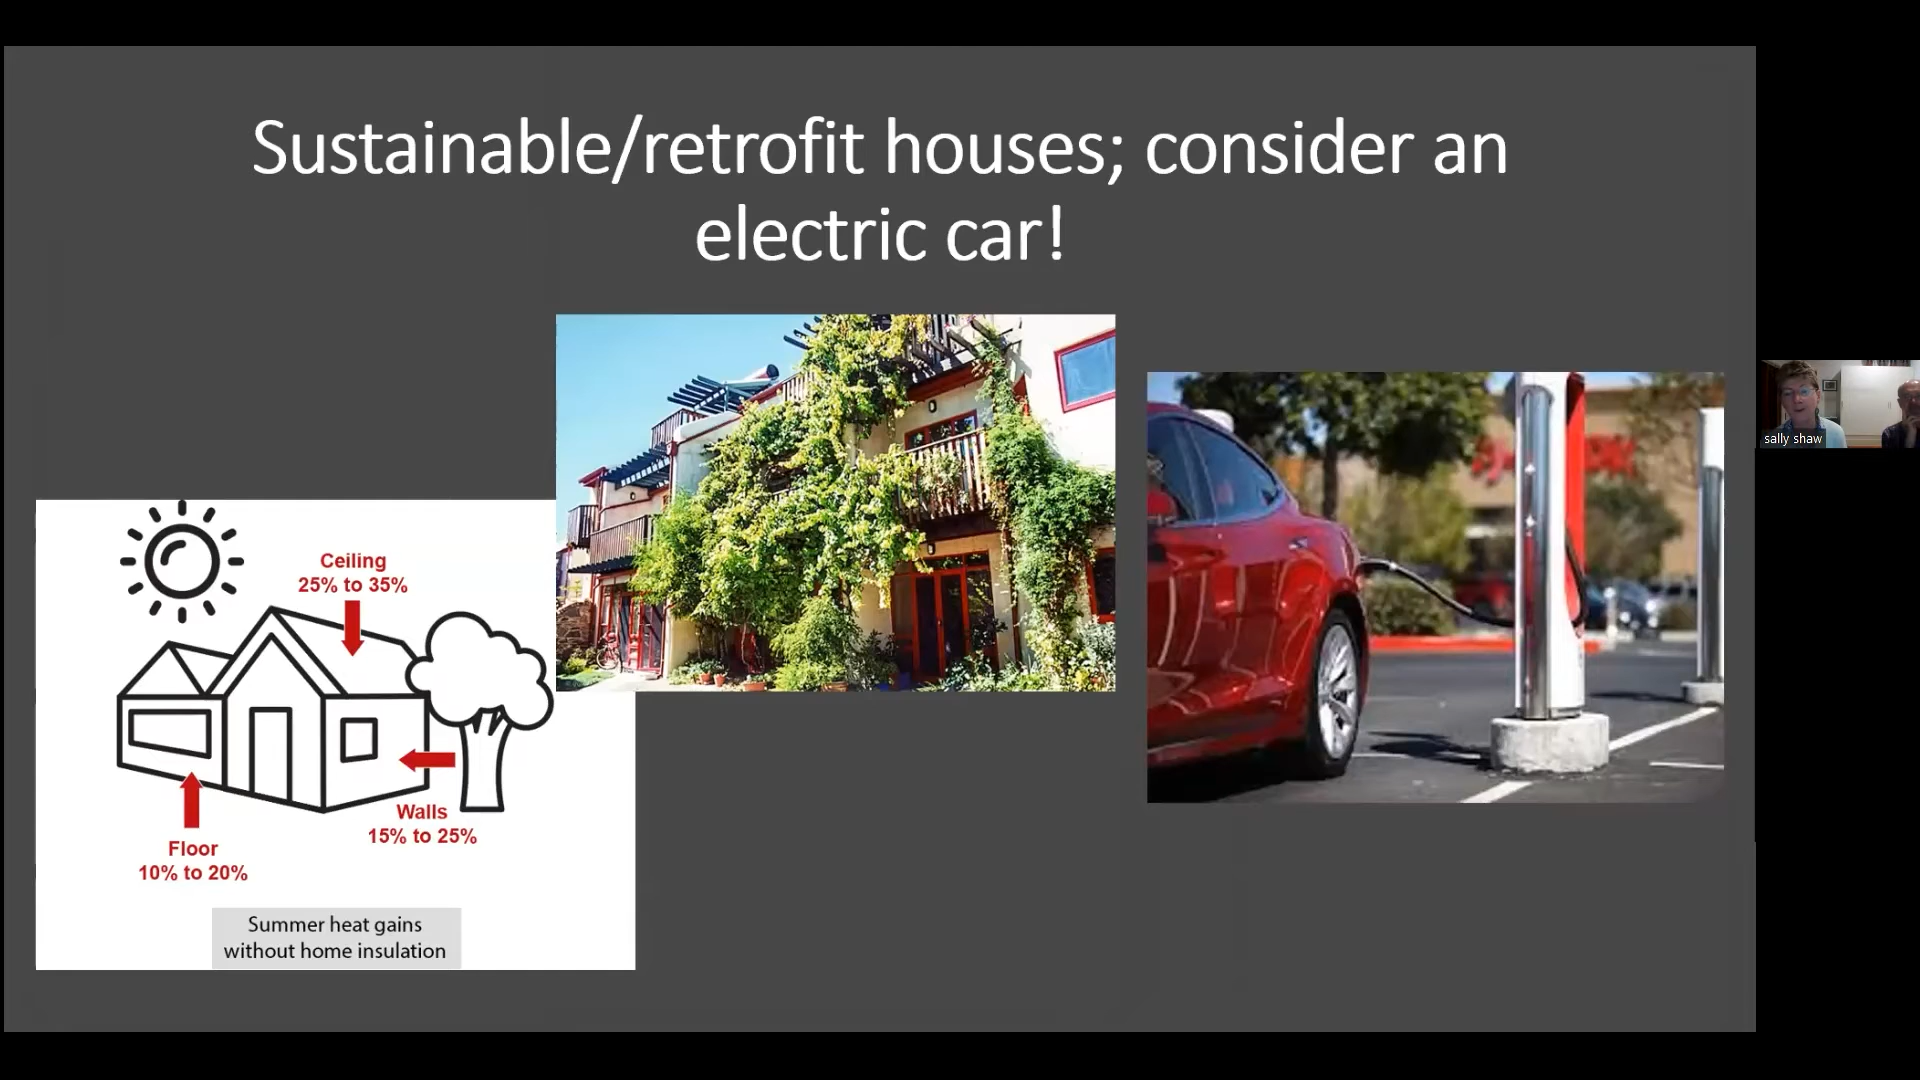 Sustainable/retrofit houses; consider an
electric car!
Ceiling
25% to 35%
Walls
15% to 25%
Floor
10% to 20%
Summer heat gains
without home insulation
sally shaw